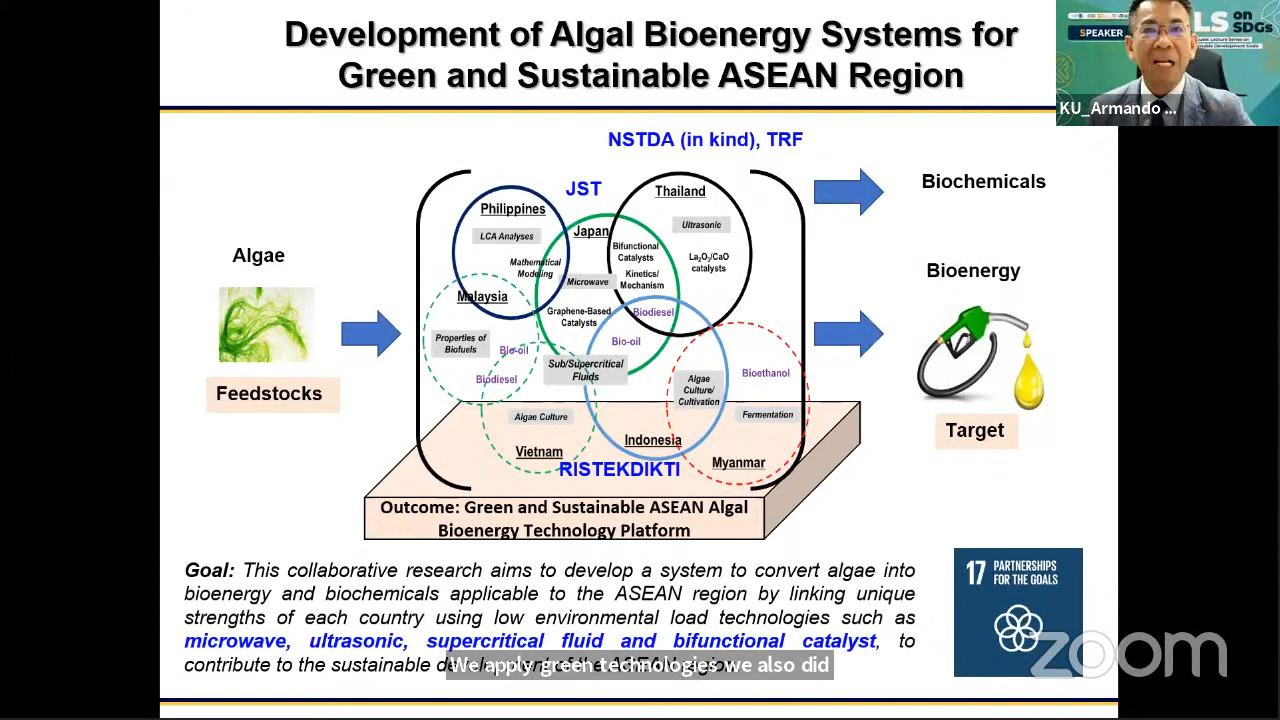 Development of Algal Bioenergy Systems for
Green and Sustainable ASEAN Region
SPEAKER
LS on
SDGs
KU_Armando ...
NSTDA (in kind), TRF
JST
Philippines
LCA Analyses
Mathematical
Modeling
Japan
Microwave
Graphene-Based
Catalysts
Thailand
Ultrasonic
Bifunctional
Catalysts
La2O3/CaO
catalysts
Kinetics/
Mechanism
Biodiesel
Bio-oil
Malaysia
Properties of
Biofuels
Bio-oil
Biodiesel
Sub/Supercritical
Fluids
Algae Culture
Vietnam
Algae
Culture/
Cultivation
Indonesia
RISTEKDIKTI
Bioethanol
Fermentation
Myanmar
Algae
Feedstocks
Biochemicals
Bioenergy
Target
Outcome: Green and Sustainable ASEAN Algal
Bioenergy Technology Platform
Goal: This collaborative research aims to develop a system to convert algae into
bioenergy and biochemicals applicable to the ASEAN region by linking unique
strengths of each country using low environmental load technologies such as
microwave, ultrasonic, supercritical fluid and bifunctional catalyst, to
contribute to the sustainable
We apply green technologies we also did
17 PARTNERSHIPS
FOR THE GOALS
zoom